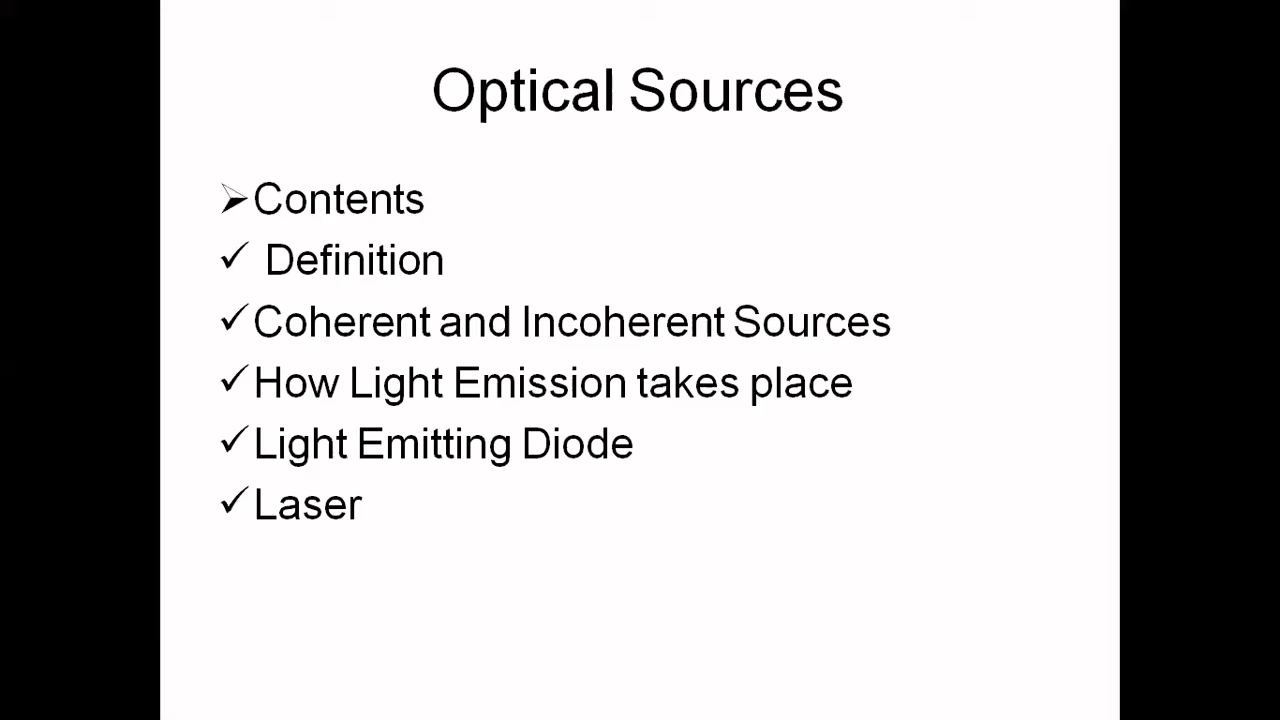 Optical Sources
➢Contents
✓ Definition
✓Coherent and Incoherent Sources
✓How Light Emission takes place
✓Light Emitting Diode
✓Laser